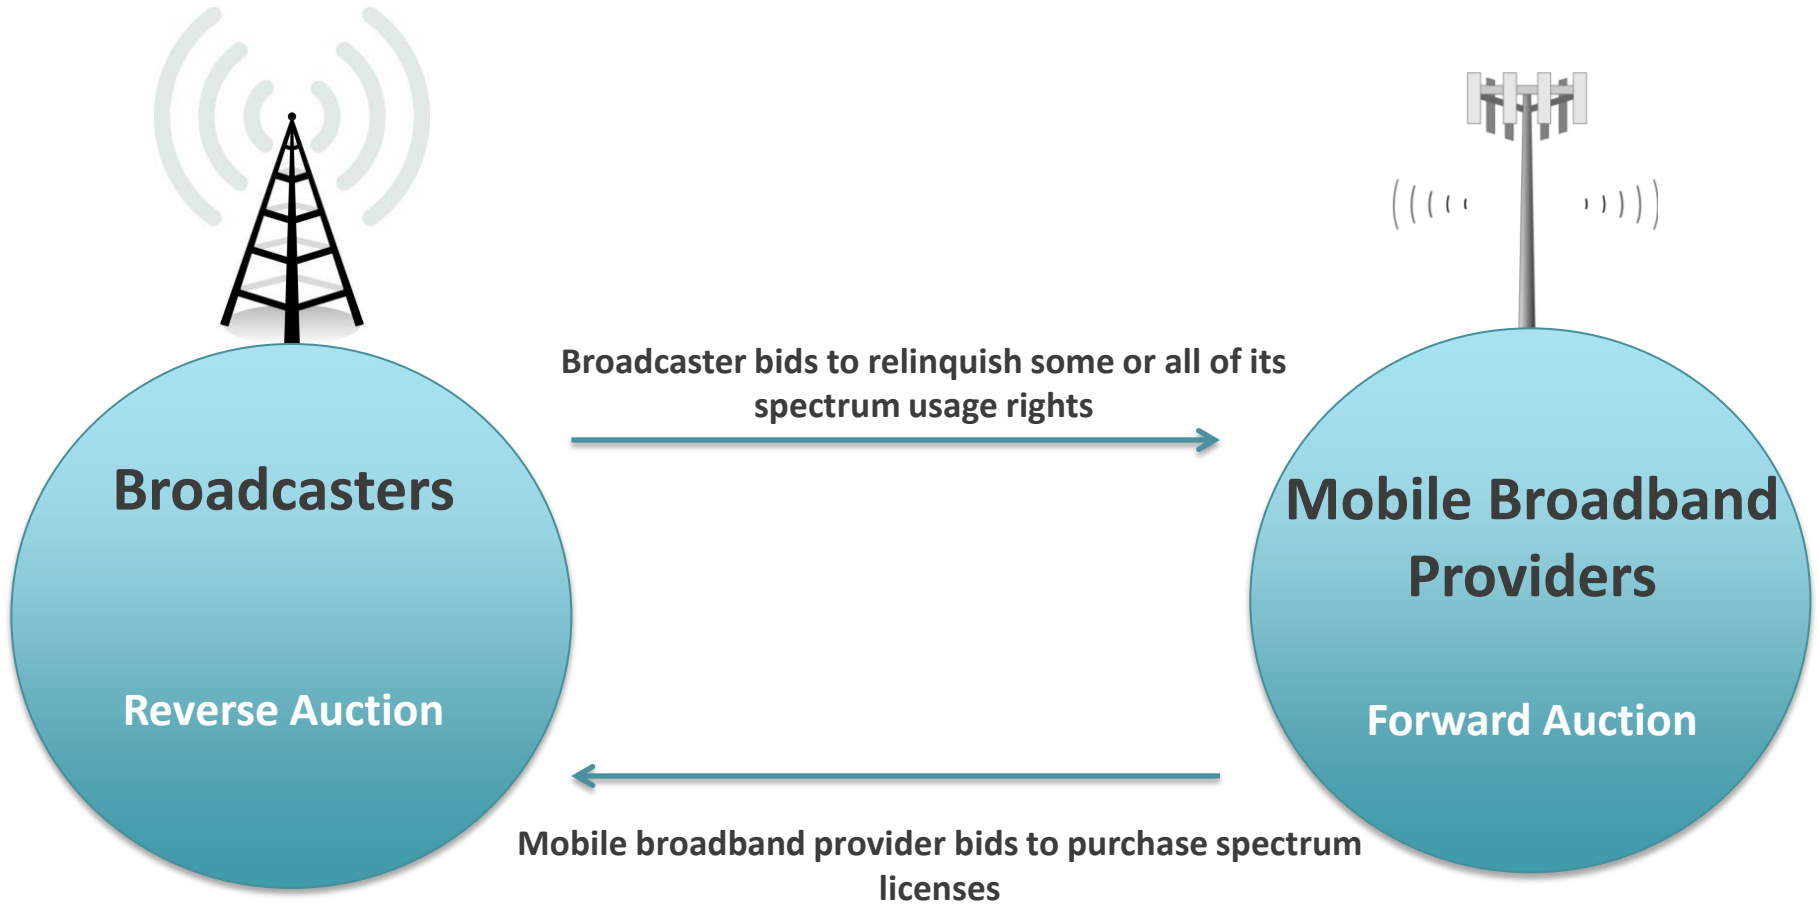 Broadcaster bids to relinquish some or all of its
spectrum usage rights
Broadcasters
Reverse Auction
Mobile Broadband
Providers
Forward Auction
Mobile broadband provider bids to purchase spectrum
licenses